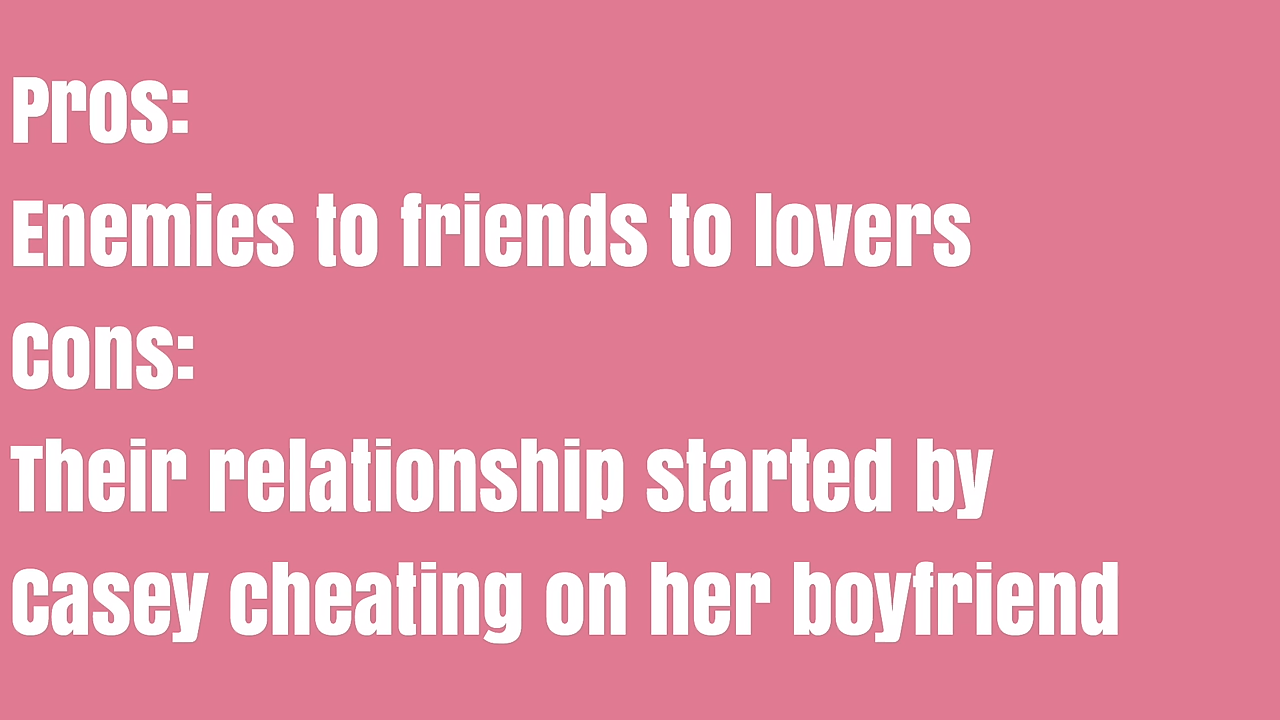 Pros:
Enemies to friends to lovers
Cons:
Their relationship started by
Casey cheating on her boyfriend